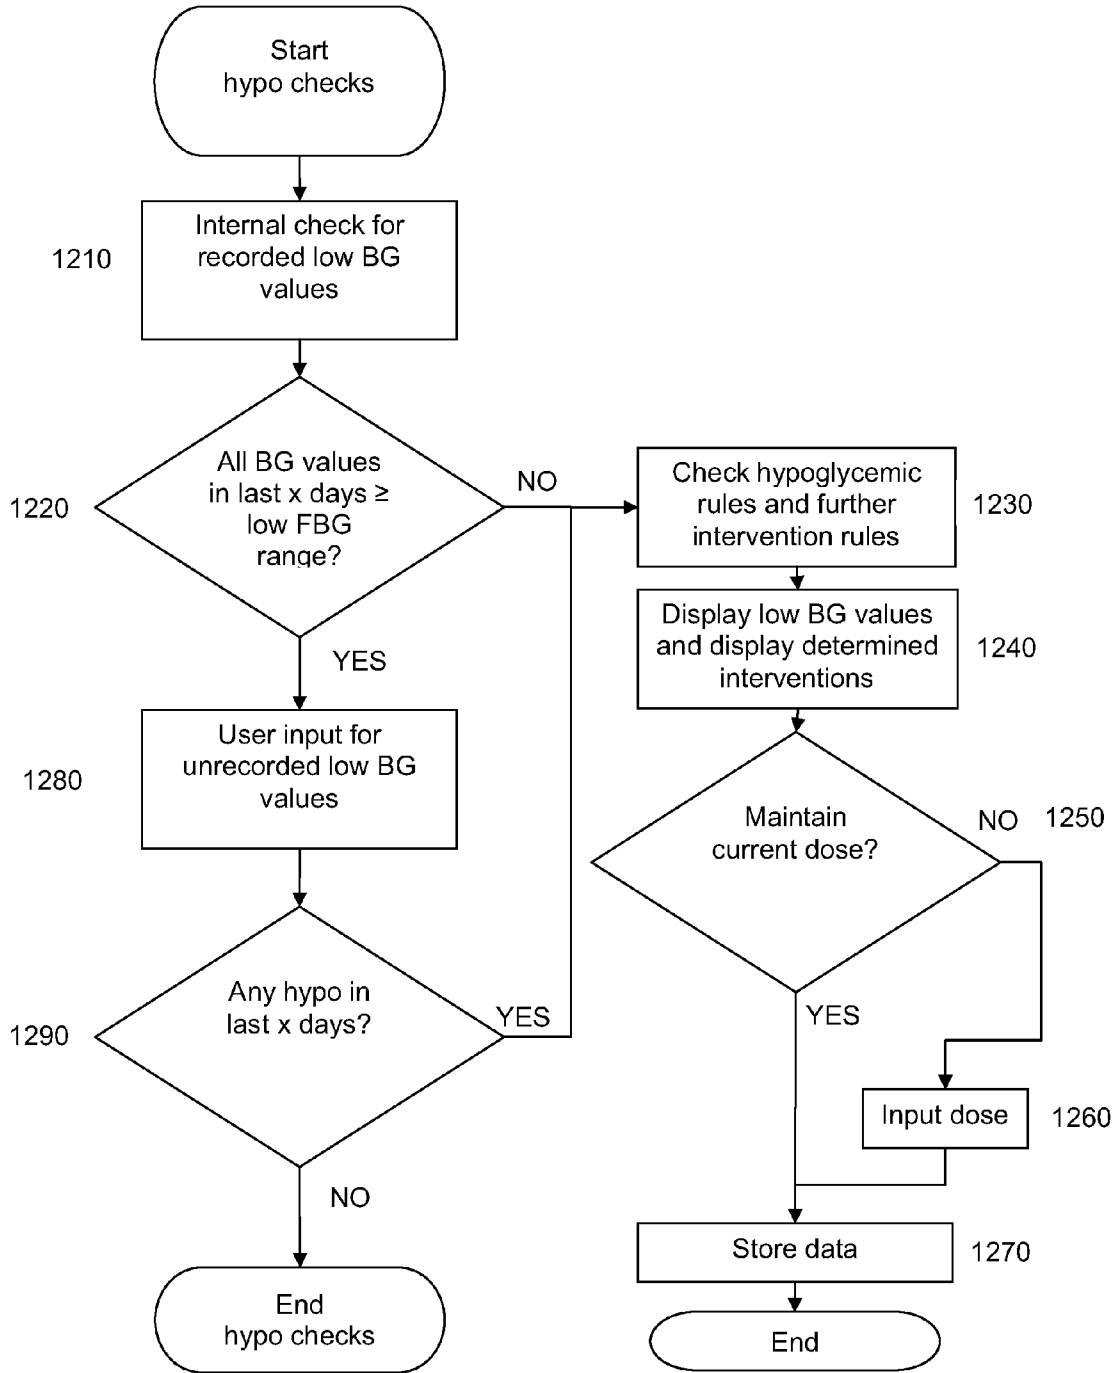 Start
hypo checks
1210
Internal check for
recorded low BG
values
1220
All BG values
in last x days ≥
low FBG
range?
NO
YES
1280
User input for
unrecorded low BG
values
1290
Any hypo in
last x days?
YES
NO
End
hypo checks
Check hypoglycemic
rules and further
intervention rules
1230
Display low BG values
and display determined
interventions
1240
Maintain
current dose?
NO
1250
YES
Input dose
1260
Store data
1270
End